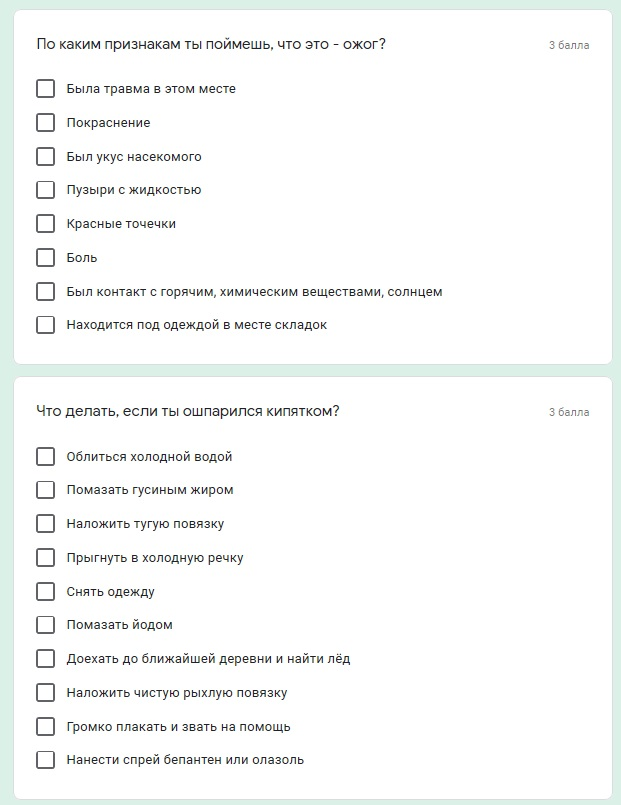 По каким признакам ты поймешь, что это - ожог?
3 балла
Была травма в этом месте
Покраснение
Был укус насекомого
Пузыри с жидкостью
Красные точечки
Боль
Был контакт с горячим, химическим веществами, солнцем
Находится под одеждой в месте складок
Что делать, если ты ошпарился кипятком?
3 балла
Облиться холодной водой
Помазать гусиным жиром
Наложить тугую повязку
Прыгнуть в холодную речку
Снять одежду
Помазать йодом
Доехать до ближайшей деревни и найти лёд
Наложить чистую рыхлую повязку
Громко плакать и звать на помощь
Нанести спрей бепантен или олазоль